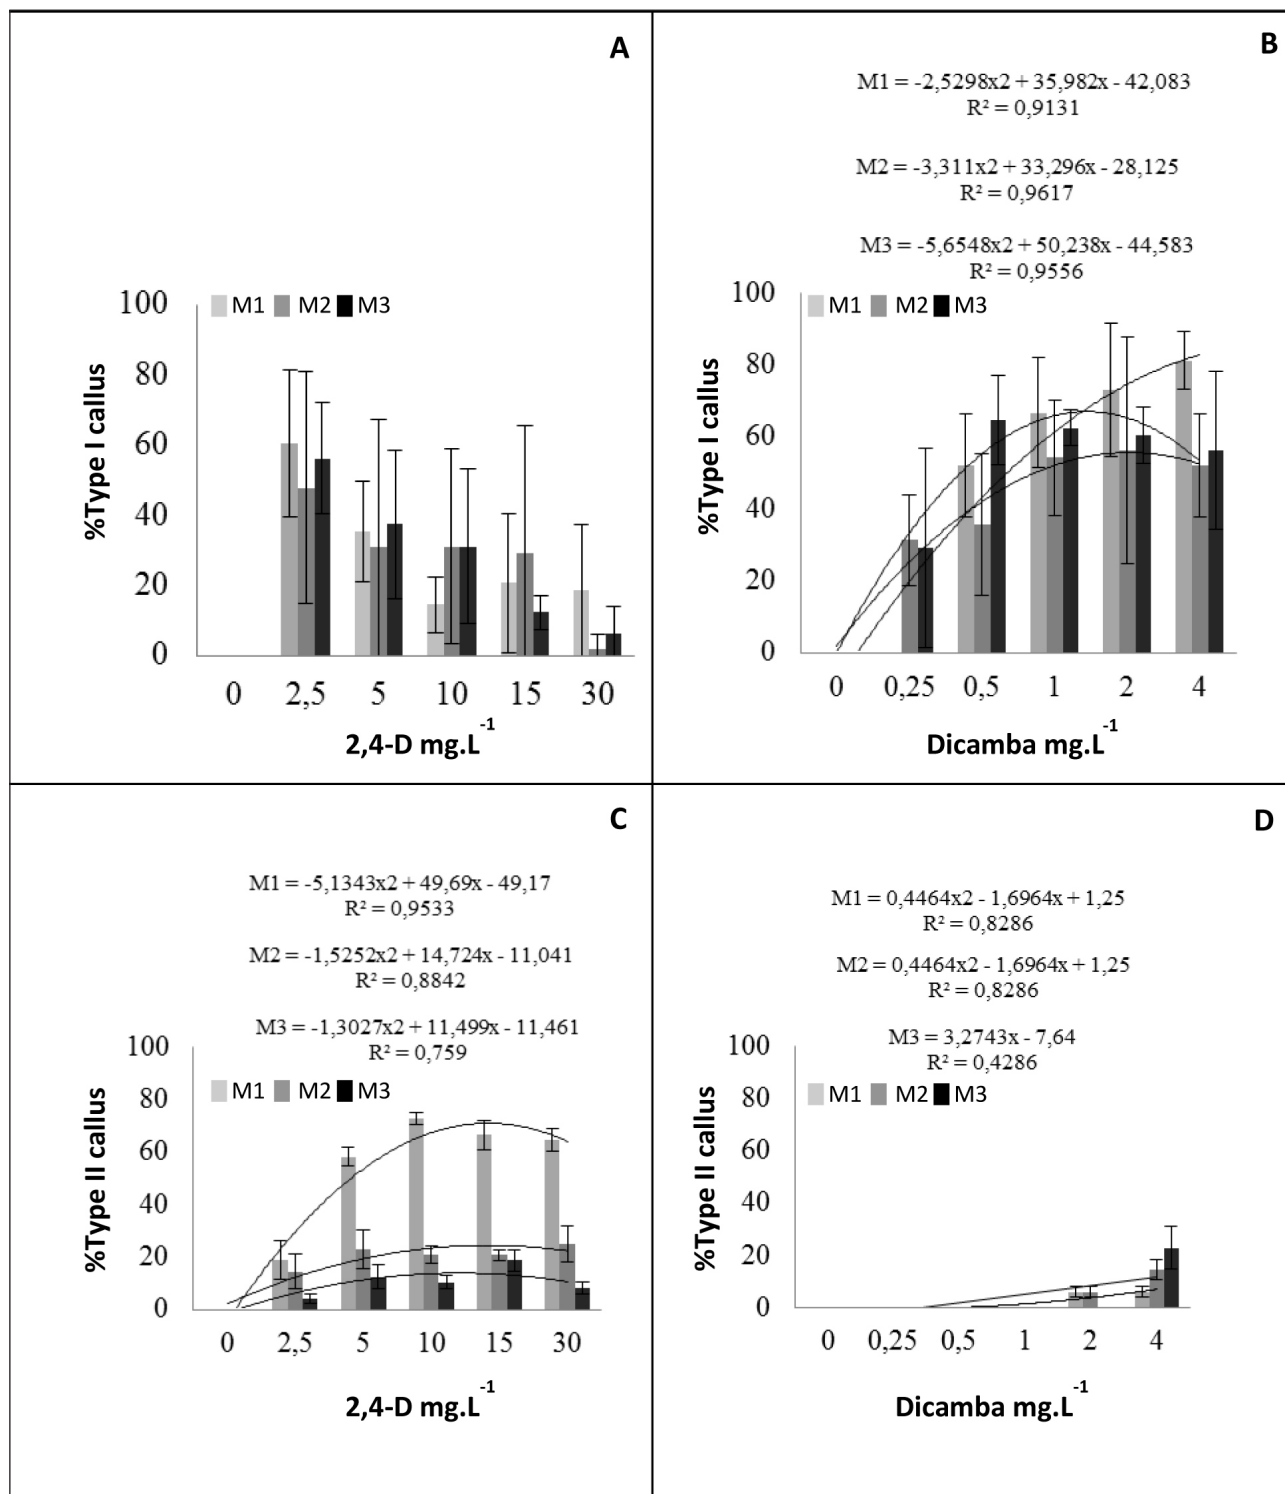 A
100
80
60
40
20
0
%Type I callus
M1 M2 M3
0 2,5 5 10 15 30
2,4-D mg.L-1
B
M1 = -2,5298x2 + 35,982x - 42,083
R² = 0,9131
M2 = -3,311x2 + 33,296x - 28,125
R² = 0,9617
M3 = -5,6548x2 + 50,238x - 44,583
R² = 0,9556
100
80
60
40
20
0
%Type I callus
M1 M2 M3
0 0,25 0,5 1 2 4
Dicamba mg.L-1
C
M1 = -5,1343x2 + 49,69x - 49,17
R² = 0,9533
M2 = -1,5252x2 + 14,724x - 11,041
R² = 0,8842
M3 = -1,3027x2 + 11,499x - 11,461
R² = 0,759
100
80
60
40
20
0
%Type II callus
M1 M2 M3
0 2,5 5 10 15 30
2,4-D mg.L-1
D
M1 = 0,4464x2 - 1,6964x + 1,25
R² = 0,8286
M2 = 0,4464x2 - 1,6964x + 1,25
R² = 0,8286
M3 = 3,2743x - 7,64
R² = 0,4286
100
80
60
40
20
0
%Type II callus
M1 M2 M3
0 0,25 0,5 1 2 4
Dicamba mg.L-1